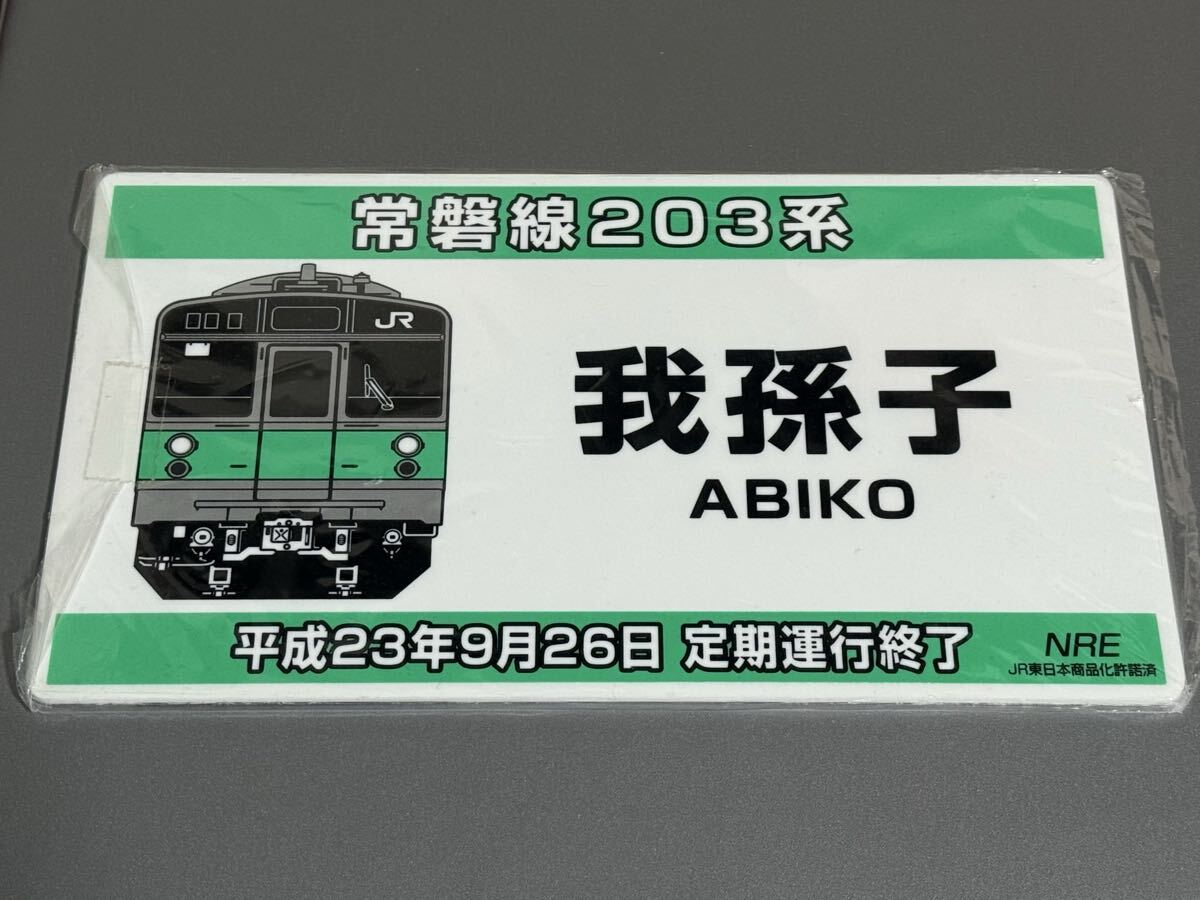 常磐線203系
JR
我孫子
ABIKO
平成23年9月26日 定期運行終了
NRE
JR東日本商品化許諾済